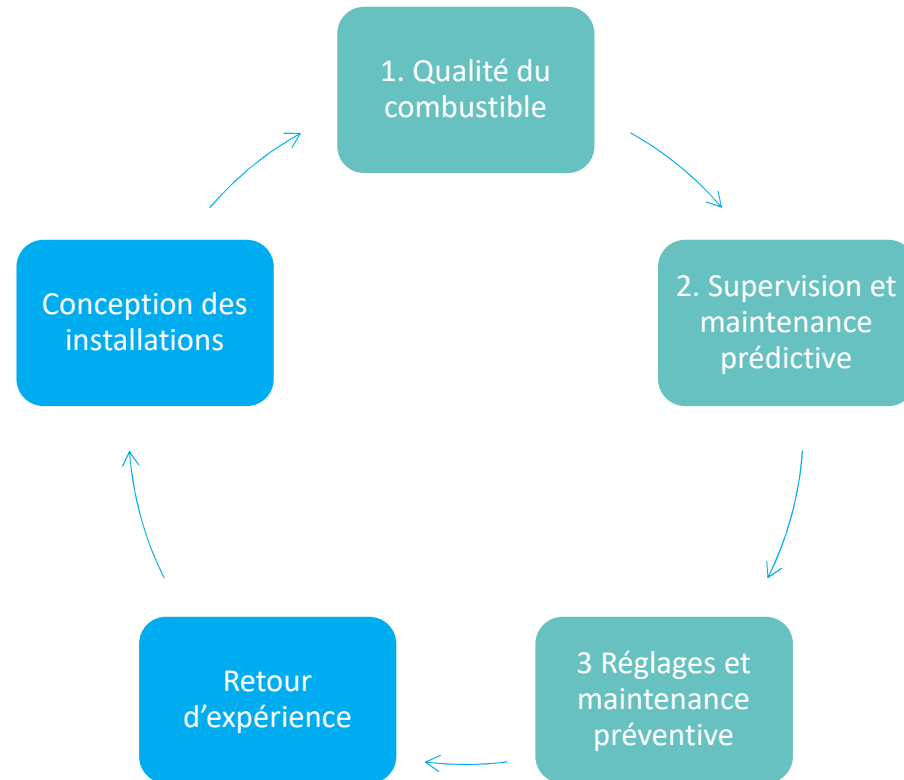 1. Qualité du
combustible
2. Supervision et
maintenance
prédictive
3 Réglages et
maintenance
préventive
Retour
d’expérience
Conception des
installations